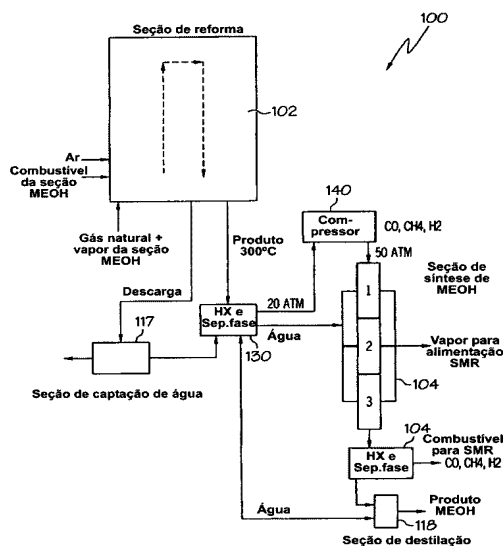 Seção de reforma
100
102
Ar
Combustível
da seção
MEOH
Gás natural +
vapor da seção
MEOH
Produto
300ºC
140
Com-
pressor
CO, CH4, H2
50 ATM
Descarga
20 ATM
1
Seção de
síntese de
MEOH
117
HX e
Sep.fase
130
Água
2
Vapor para
alimentação
SMR
Seção de captação de água
3
104
104
HX e
Sep.fase
Combustível
para SMR
CO, CH4, H2
Água
Produto
MEOH
118
Seção de destilação